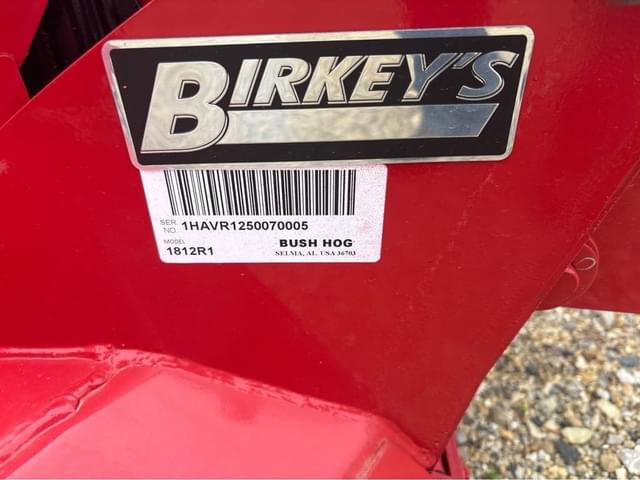 BIRKEY'S
SER. NO. 1HAVR1250070005
MODEL
1812R1
BUSH HOG
SELMA, AL USA 36703